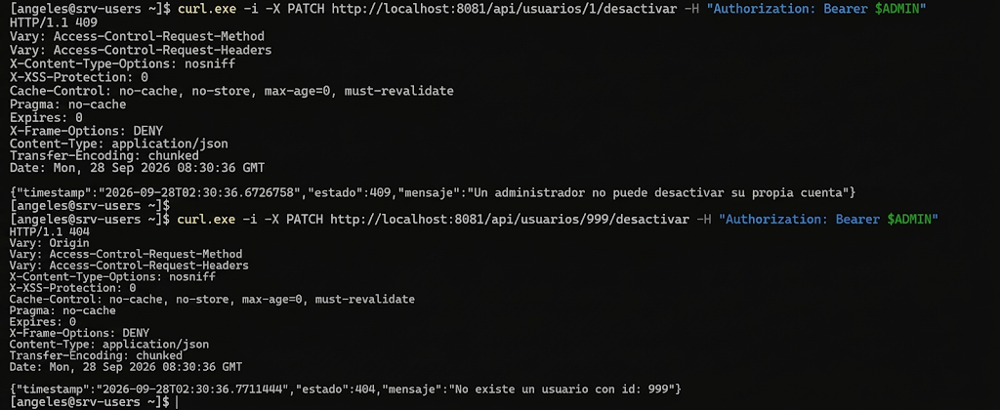 [angeles@srv-users ~]$ curl.exe -i -X PATCH http://localhost:8081/api/usuarios/1/desactivar -H "Authorization: Bearer $ADMIN"
HTTP/1.1 409
Vary: Access-Control-Request-Method
Vary: Access-Control-Request-Headers
X-Content-Type-Options: nosniff
X-XSS-Protection: 0
Cache-Control: no-cache, no-store, max-age=0, must-revalidate
Pragma: no-cache
Expires: 0
X-Frame-Options: DENY
Content-Type: application/json
Transfer-Encoding: chunked
Date: Mon, 28 Sep 2026 08:30:36 GMT
{"timestamp":"2026-09-28T02:30:36.6726758","estado":409,"mensaje":"Un administrador no puede desactivar su propia cuenta"}
[angeles@srv-users ~]$
[angeles@srv-users ~]$ curl.exe -i -X PATCH http://localhost:8081/api/usuarios/999/desactivar -H "Authorization: Bearer $ADMIN"
HTTP/1.1 404
Vary: Origin
Vary: Access-Control-Request-Method
Vary: Access-Control-Request-Headers
X-Content-Type-Options: nosniff
X-XSS-Protection: 0
Cache-Control: no-cache, no-store, max-age=0, must-revalidate
Pragma: no-cache
Expires: 0
X-Frame-Options: DENY
Content-Type: application/json
Transfer-Encoding: chunked
Date: Mon, 28 Sep 2026 08:30:36 GMT
{"timestamp":"2026-09-28T02:30:36.7711444","estado":404,"mensaje":"No existe un usuario con id: 999"}
[angeles@srv-users ~]$